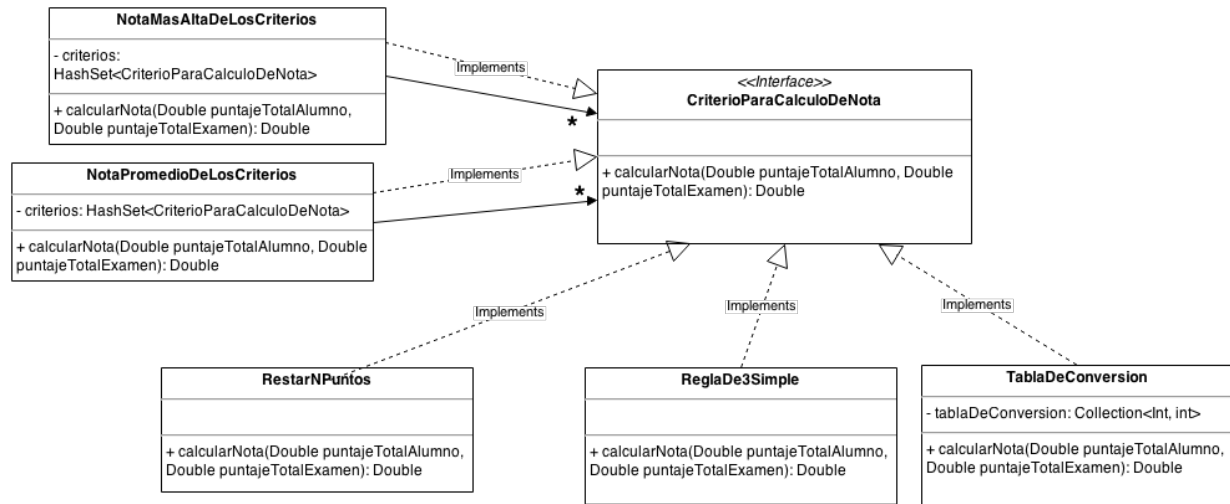 NotaMasAltaDeLosCriterios
- criterios:
HashSet<CriterioParaCalculoDeNota>
+ calcularNota(Double puntajeTotalAlumno,
Double puntajeTotalExamen): Double
Implements
*
<<Interface>>
CriterioParaCalculoDeNota
+ calcularNota(Double puntajeTotalAlumno, Double
puntajeTotalExamen): Double
NotaPromedioDeLosCriterios
- criterios: HashSet<CriterioParaCalculoDeNota>
+ calcularNota(Double puntajeTotalAlumno, Double
puntajeTotalExamen): Double
Implements
*
Implements
Implements
Implements
RestarNPuntos
+ calcularNota(Double puntajeTotalAlumno,
Double puntajeTotalExamen): Double
ReglaDe3Simple
+ calcularNota(Double puntajeTotalAlumno,
Double puntajeTotalExamen): Double
TablaDeConversion
- tablaDeConversion: Collection<Int, int>
+ calcularNota(Double puntajeTotalAlumno,
Double puntajeTotalExamen): Double